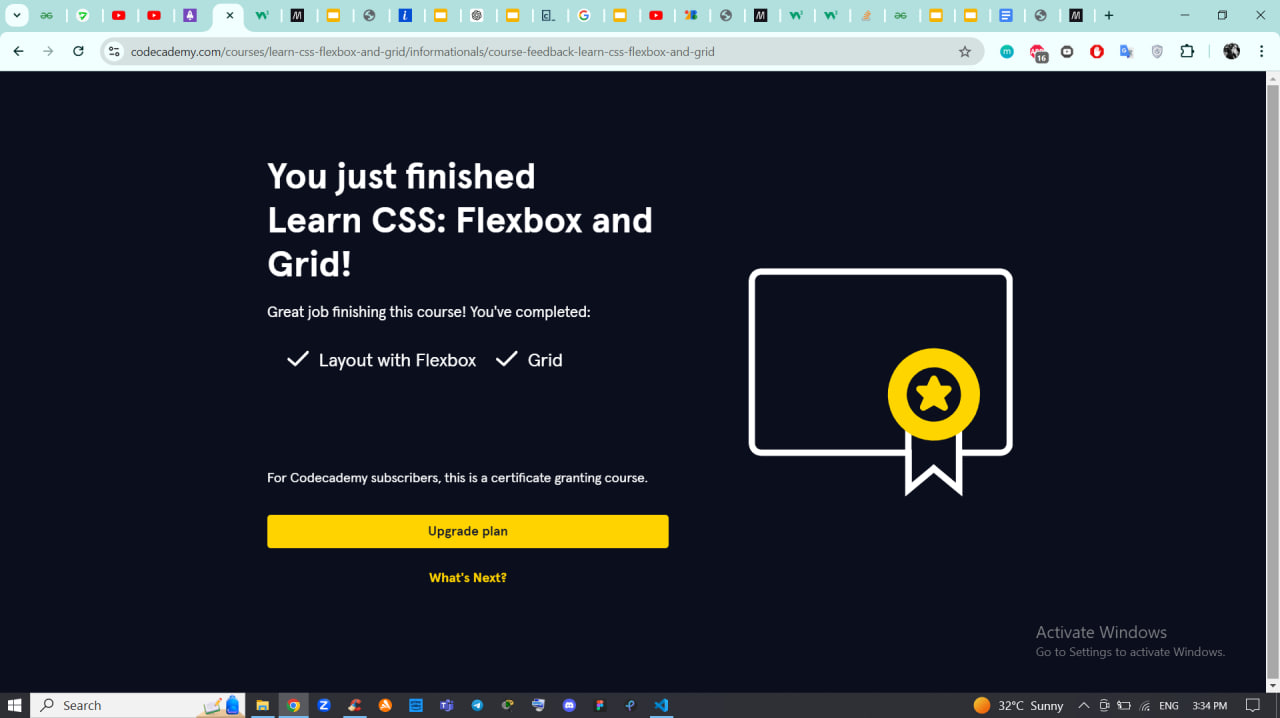 codecademy.com/courses/learn-css-flexbox-and-grid/informationals/course-feedback-learn-css-flexbox-and-grid
16
You just finished
Learn CSS: Flexbox and
Grid!
Great job finishing this course! You've completed:
Layout with Flexbox Grid
For Codecademy subscribers, this is a certificate granting course.
Upgrade plan
What's Next?
Activate Windows
Go to Settings to activate Windows.
Search
32°C Sunny
ENG
3:34 PM